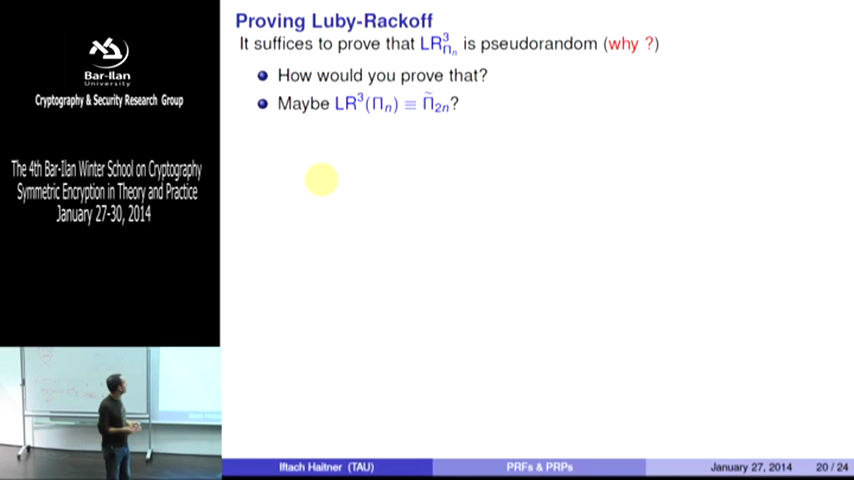 Bar-Ilan
University
Cryptography & Security Research Group
The 4th Bar-Ilan Winter School on Cryptography
Symmetric Encryption in Theory and Practice
January 27-30, 2014
Proving Luby-Rackoff
It suffices to prove that LR³_Πₙ is pseudorandom (why ?)
How would you prove that?
Maybe LR³(Πₙ) ≡ Π̃₂ₙ?
Iftach Haitner (TAU)
PRFs & PRPs
January 27, 2014
20 / 24